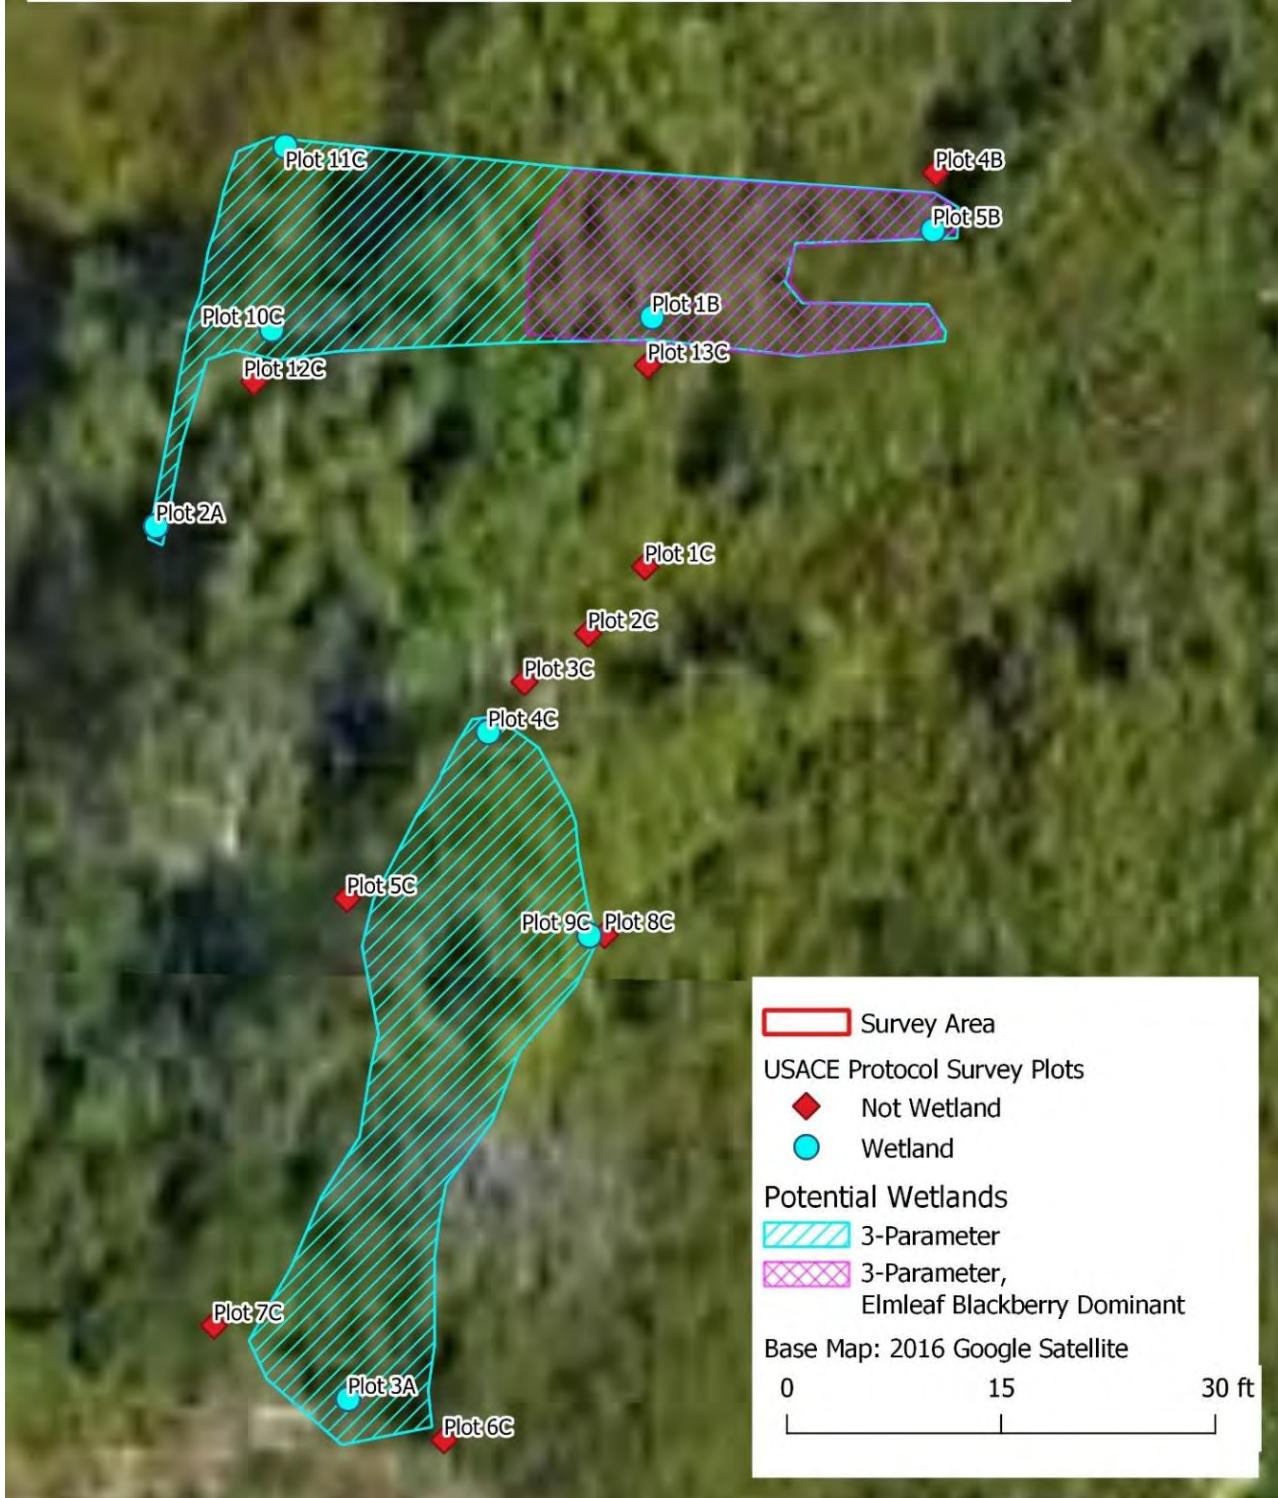 Plot 11C
Plot 4B
Plot 5B
Plot 10C
Plot 1B
Plot 13C
Plot 12C
Plot 2A
Plot 1C
Plot 2C
Plot 3C
Plot 4C
Plot 5C
Plot 9C
Plot 8C
Plot 7C
Plot 3A
Plot 6C
Survey Area
USACE Protocol Survey Plots
Not Wetland
Wetland
Potential Wetlands
3-Parameter
3-Parameter,
Elmleaf Blackberry Dominant
Base Map: 2016 Google Satellite
0 15 30 ft